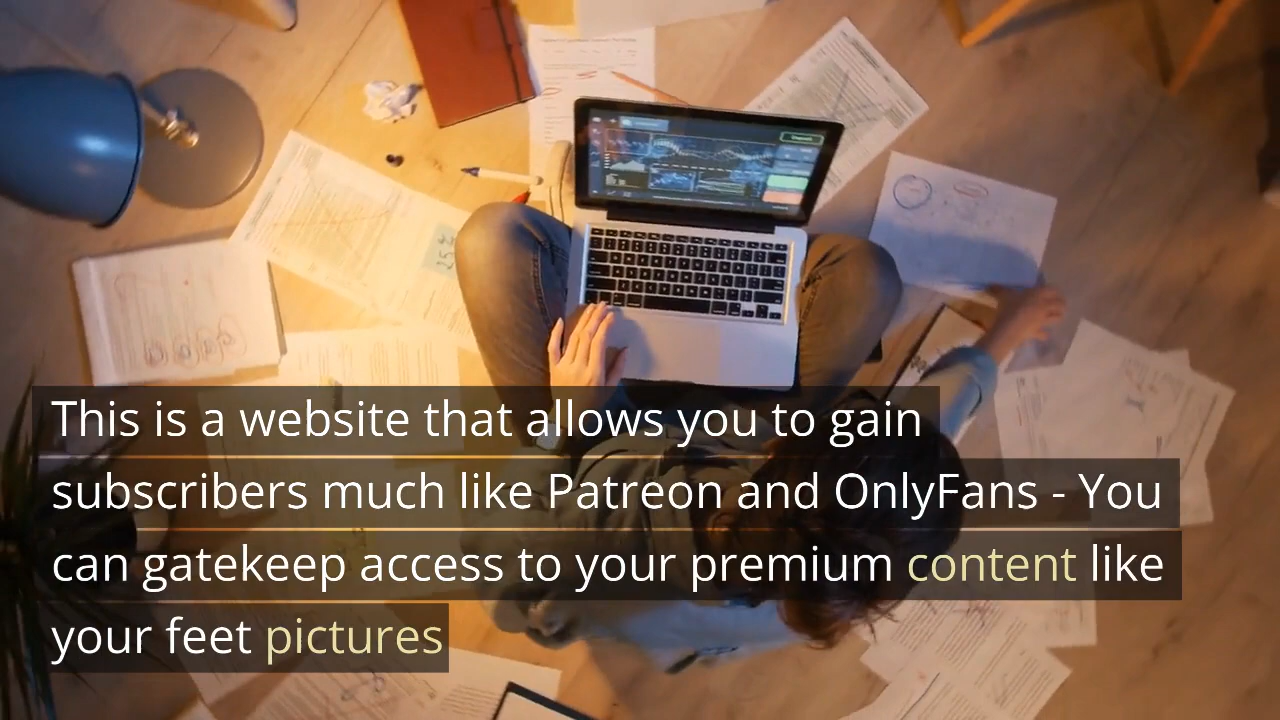 This is a website that allows you to gain
subscribers much like Patreon and OnlyFans - You
can gatekeep access to your premium content like
your feet pictures